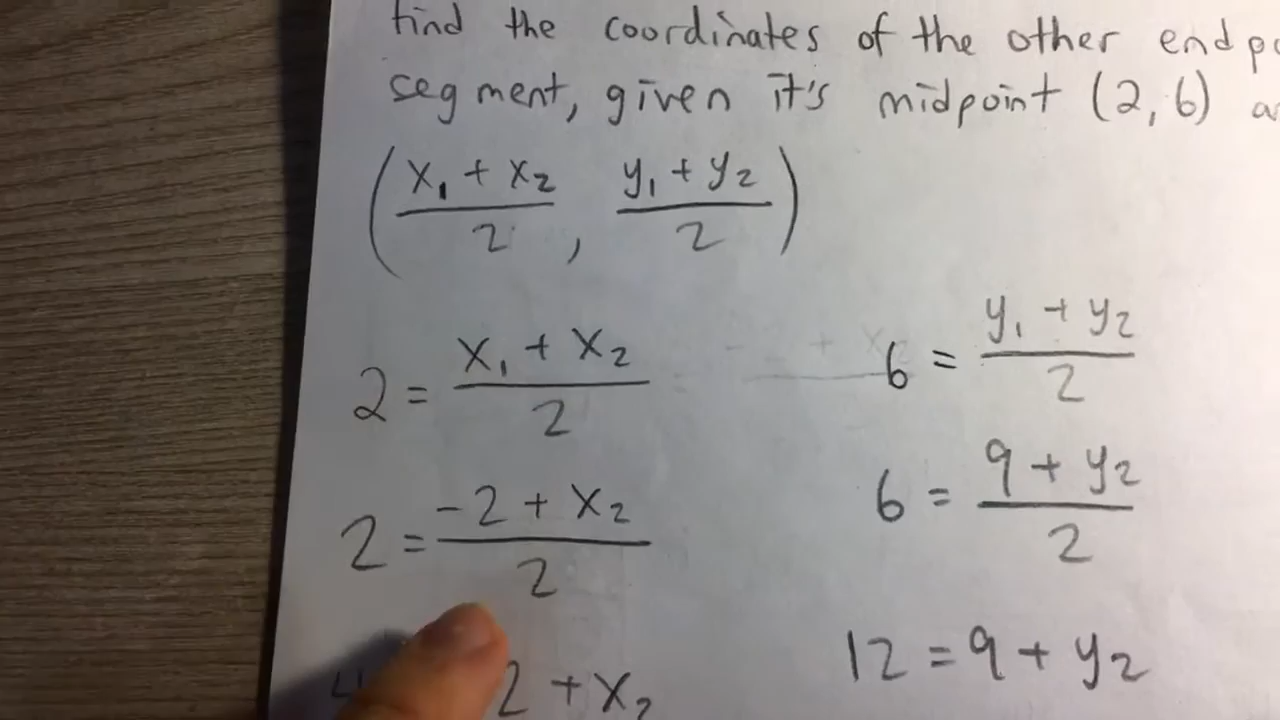 find the coordinates of the other
segment, given it's midpoint (2, 6)
(x₁ + x₂ / 2 , y₁ + y₂ / 2)
2 = x₁ + x₂ / 2
6 = y₁ + y₂ / 2
2 = -2 + x₂ / 2
6 = 9 + y₂ / 2
2 + x₂
12 = 9 + y₂